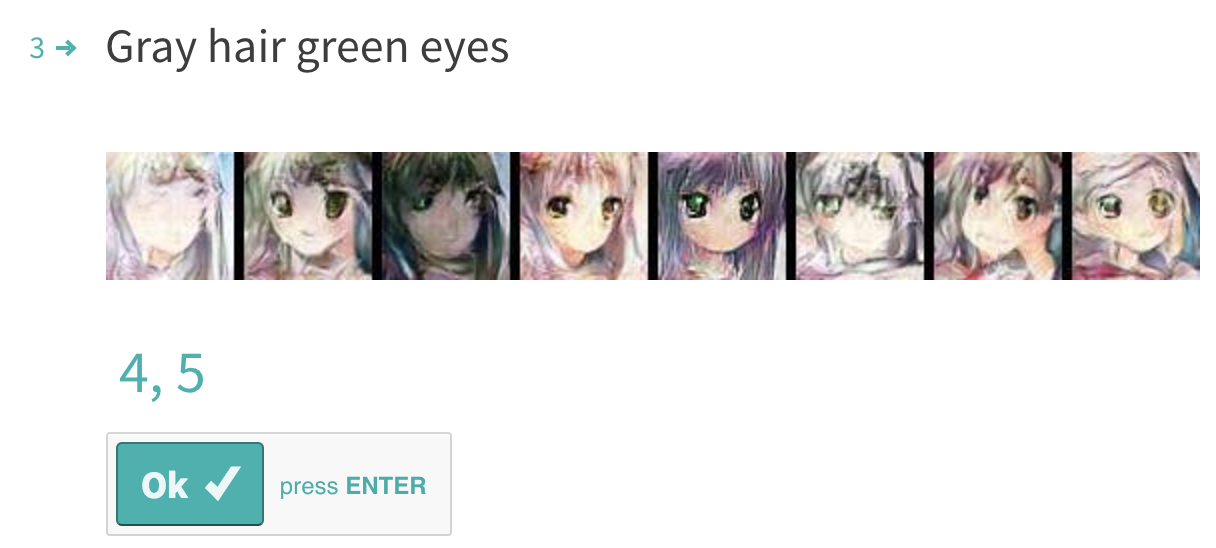 3 → Gray hair green eyes
4, 5
Ok ✓ press ENTER